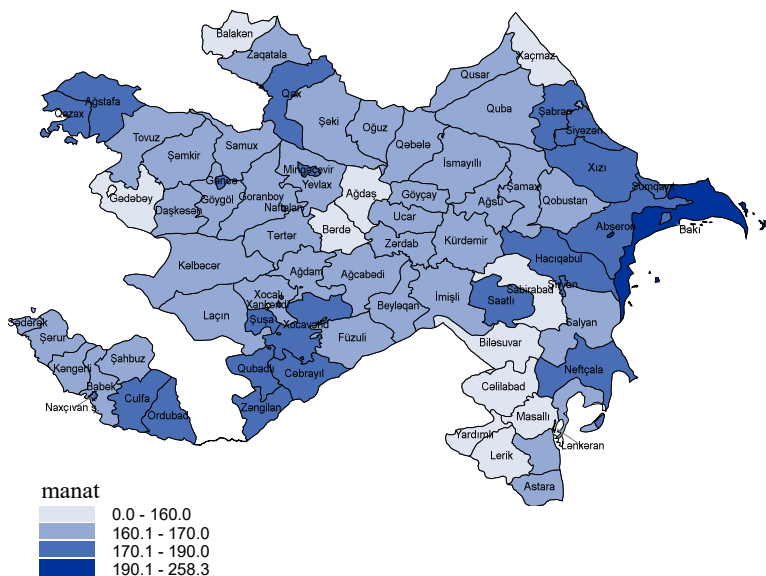 Balakən
Zaqatala
Qax
Xaçmaz
Qusar
Quba
Şabran
Siyəzən
Ağstafa
Qazax
Tovuz
Şəmkir
Samux
Şəki
Oğuz
Qəbələ
İsmayıllı
Xızı
Mingəçevir
Yevlax
Gəncə
Ağdaş
Göyçay
Şamaxı
Sumqayıt
Gədəbəy
Daşkəsən
Göygöl
Goranboy
Naftalan
Ucar
Ağsu
Qobustan
Abşeron
Bakı
Bərdə
Tərtər
Zərdab
Kürdəmir
Hacıqabul
Kəlbəcər
Ağdam
Ağcabədi
Şirvan
Sabirabad
Xocalı
Xankəndi
Laçın
Beyləqan
İmişli
Saatlı
Şuşa
Xocavənd
Füzuli
Salyan
Sədərək
Şərur
Şahbuz
Biləsuvar
Kəngərli
Babək
Qubadlı
Cəbrayıl
Neftçala
Naxçıvan ş.
Culfa
Ordubad
Zəngilan
Cəlilabad
Masallı
Yardımlı
Lənkəran
Lerik
Astara
manat
0.0 - 160.0
160.1 - 170.0
170.1 - 190.0
190.1 - 258.3